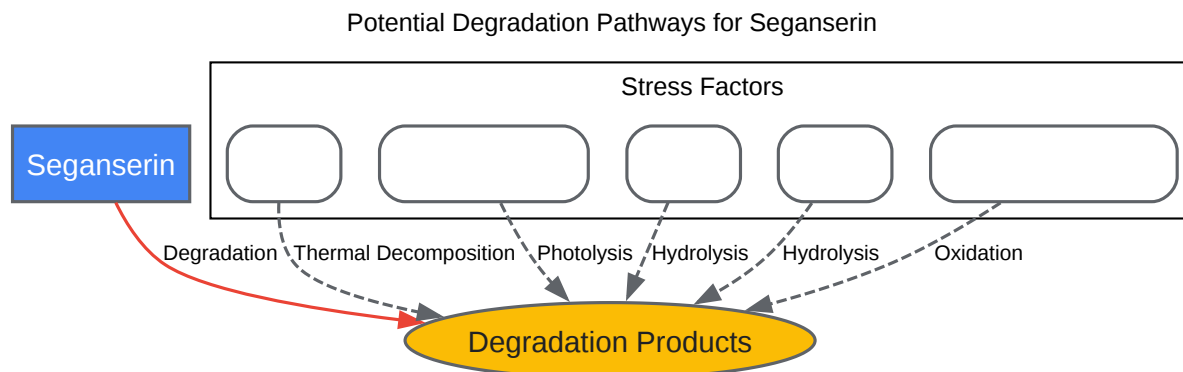 Potential Degradation Pathways for Seganserin
Stress Factors
Seganserin
Degradation
Thermal Decomposition
Photolysis
Hydrolysis
Hydrolysis
Oxidation
Degradation Products